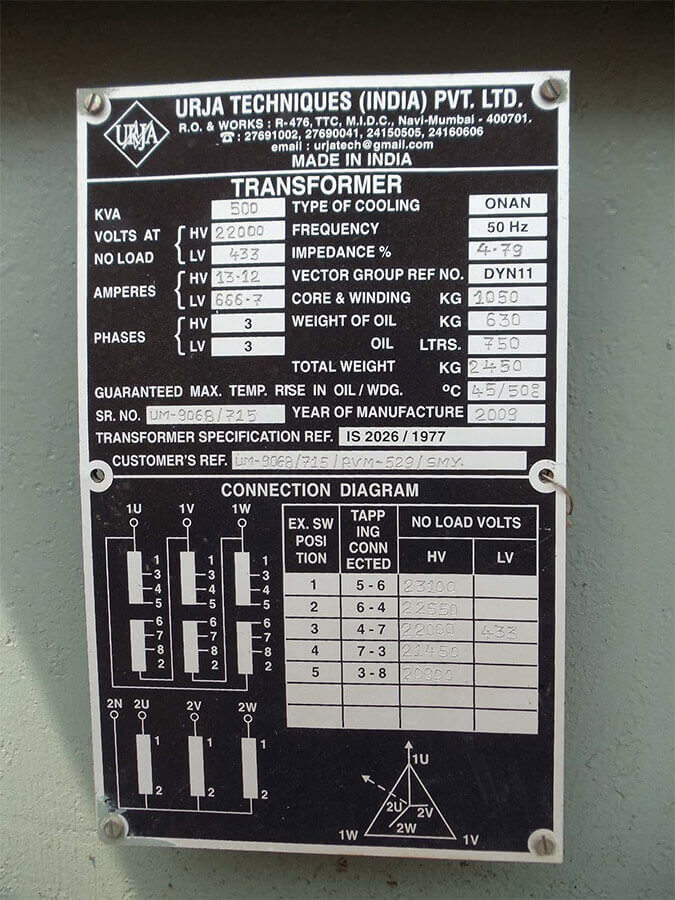 URJA
URJA TECHNIQUES (INDIA) PVT. LTD.
R.O. & WORKS : R-476, TTC, M.I.D.C., Navi-Mumbai - 400701.
☎ : 27691002, 27690041, 24150505, 24160606
email : urjatech@gmail.com
MADE IN INDIA
TRANSFORMER
KVA 500 TYPE OF COOLING ONAN
VOLTS AT NO LOAD HV 22000 FREQUENCY 50 Hz
LV 433 IMPEDANCE % 4.79
AMPERES HV 13.12 VECTOR GROUP REF NO. DYN11
LV 666.7 CORE & WINDING KG 1050
PHASES HV 3 WEIGHT OF OIL KG 630
LV 3 OIL LTRS. 750
TOTAL WEIGHT KG 2450
GUARANTEED MAX. TEMP. RISE IN OIL / WDG. °C 45/50
SR. NO. UM-9068/715 YEAR OF MANUFACTURE 2009
TRANSFORMER SPECIFICATION REF. IS 2026 / 1977
CUSTOMER'S REF. UM-9068/715/PVM-529/SMY.
CONNECTION DIAGRAM
1U 1V 1W
1 1 1
3 3 3
4 4 4
5 5 5
6 6 6
7 7 7
8 8 8
2 2 2
2N 2U 2V 2W
1 1 1
2 2 2
EX. SW POSI TION TAPP ING CONN ECTED NO LOAD VOLTS
HV LV
1 5 - 6 23100
2 6 - 4 22550
3 4 - 7 22000 433
4 7 - 3 21450
5 3 - 8 20900
1U
2U 2V
2W
1W 1V